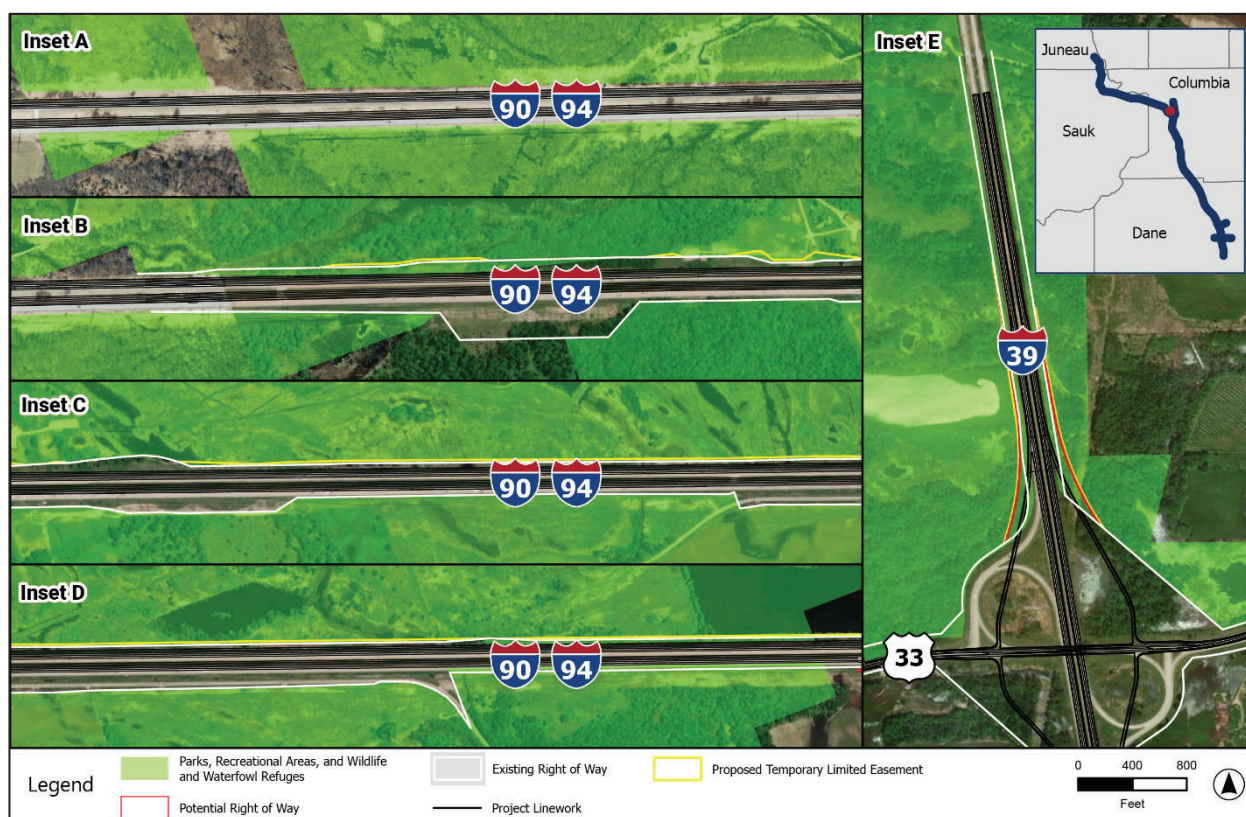 Inset A
90 94
Inset B
90 94
Inset C
90 94
Inset D
90 94
Inset E
39
33
Juneau
Columbia
Sauk
Dane
Legend
Parks, Recreational Areas, and Wildlife
and Waterfowl Refuges
Existing Right of Way
Proposed Temporary Limited Easement
Potential Right of Way
Project Linework
0 400 800
Feet